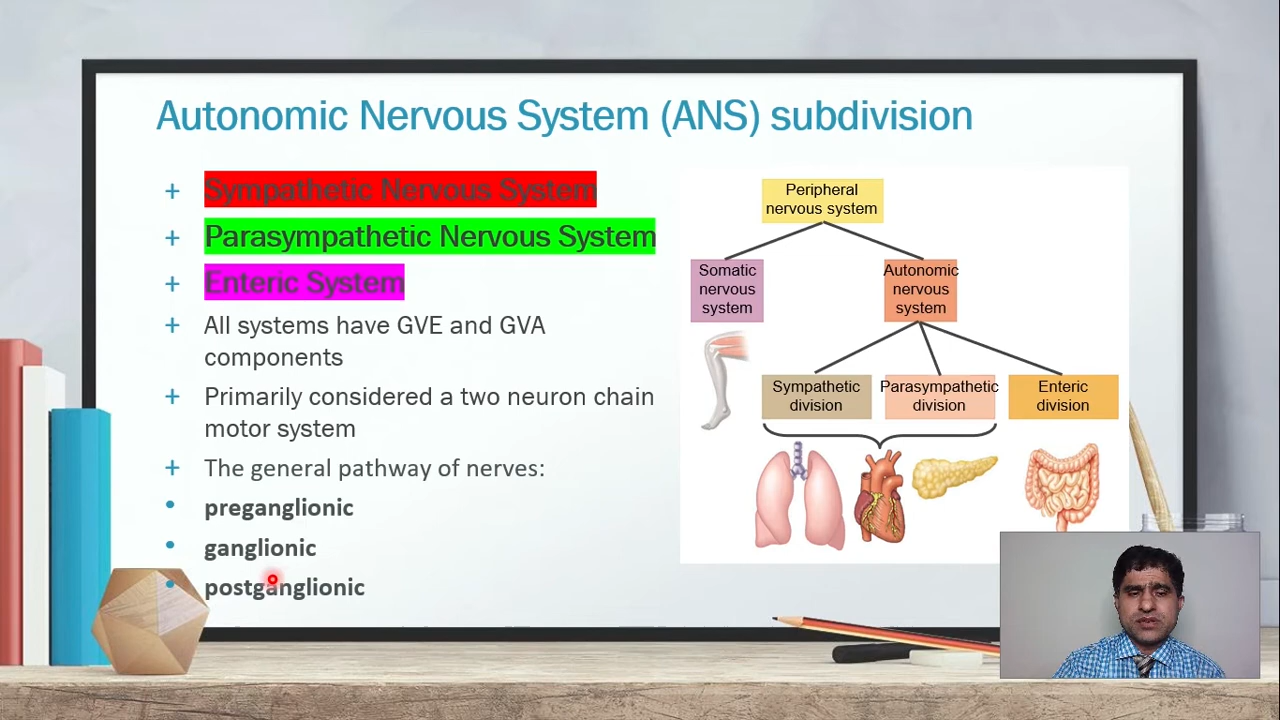 Autonomic Nervous System (ANS) subdivision
+ Sympathetic Nervous System
+ Parasympathetic Nervous System
+ Enteric System
+ All systems have GVE and GVA
components
+ Primarily considered a two neuron chain
motor system
+ The general pathway of nerves:
• preganglionic
• ganglionic
• postganglionic
Peripheral
nervous system
Somatic
nervous
system
Autonomic
nervous
system
Sympathetic
division
Parasympathetic
division
Enteric
division